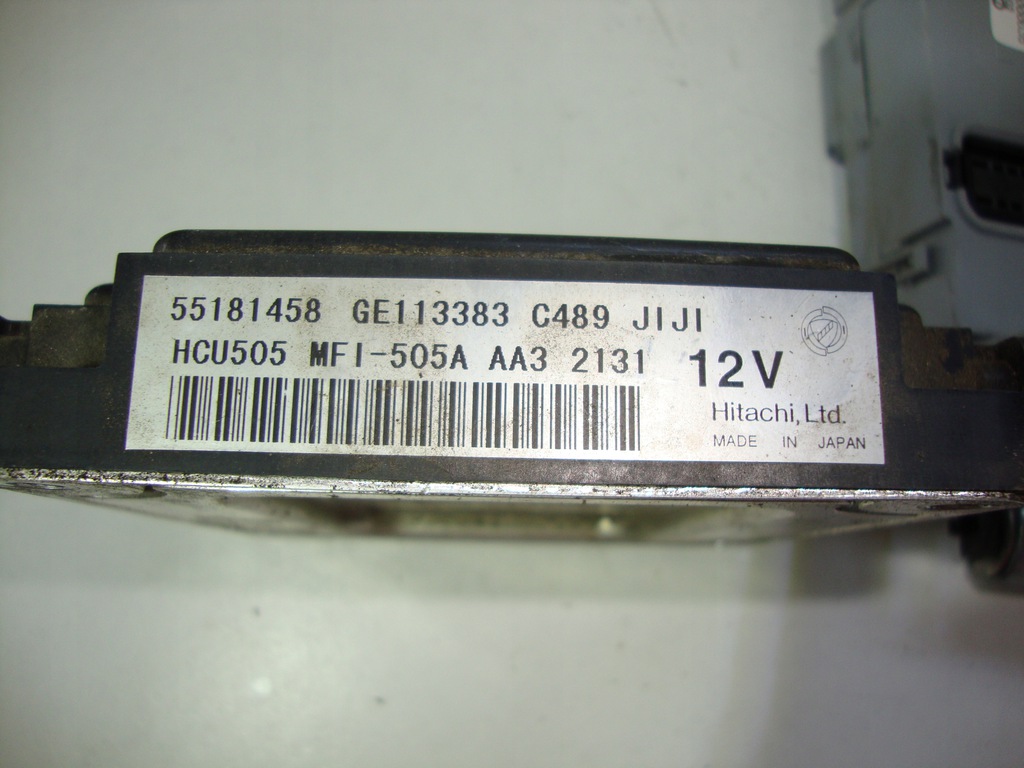 55181458 GE113383 C489 JIJI
HCU505 MFI-505A AA3 2131 12V
Hitachi, Ltd.
MADE IN JAPAN